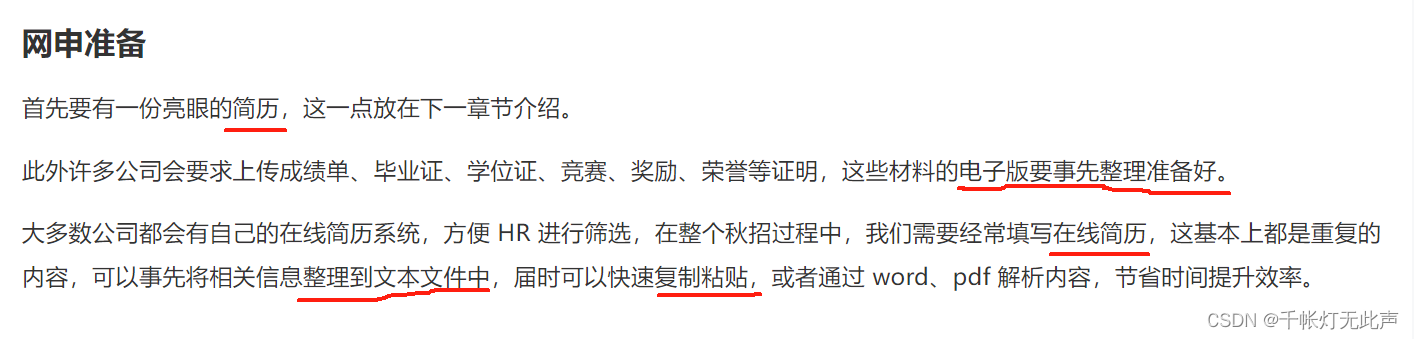 网申准备
首先要有一份亮眼的简历，这一点放在下一章节介绍。
此外许多公司会要求上传成绩单、毕业证、学位证、竞赛、奖励、荣誉等证明，这些材料的电子版要事先整理准备好。
大多数公司都会有自己的在线简历系统，方便 HR 进行筛选，在整个秋招过程中，我们需要经常填写在线简历，这基本上都是重复的
内容，可以事先将相关信息整理到文本文件中，届时可以快速复制粘贴，或者通过 word、pdf 解析内容，节省时间提升效率。
CSDN @千帐灯无此声